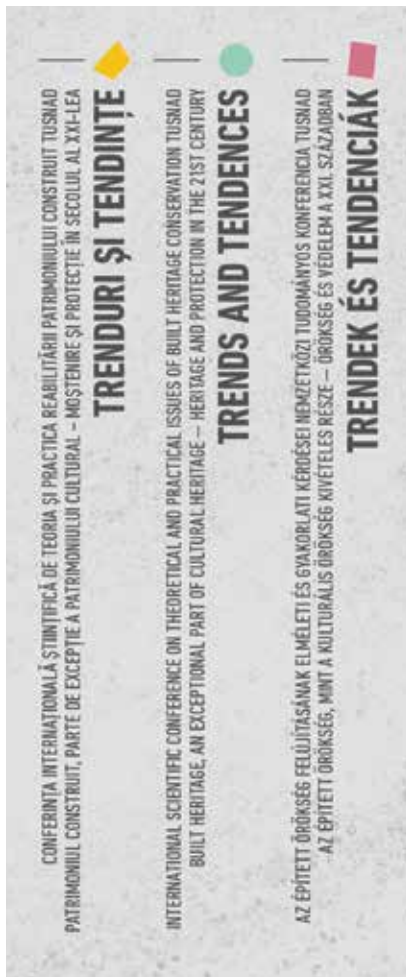 CONFERINȚA INTERNAȚIONALĂ ȘTIINȚIFICĂ DE TEORIA ȘI PRACTICA REABILITĂRII PATRIMONIULUI CONSTRUIT TUSNAD
PATRIMONIUL CONSTRUIT, PARTE DE EXCEPȚIE A PATRIMONIULUI CULTURAL – MOȘTENIRE ȘI PROTECȚIE ÎN SECOLUL AL XXI-LEA
TRENDURI ȘI TENDINȚE
INTERNATIONAL SCIENTIFIC CONFERENCE ON THEORETICAL AND PRACTICAL ISSUES OF BUILT HERITAGE CONSERVATION TUSNAD
BUILT HERITAGE, AN EXCEPTIONAL PART OF CULTURAL HERITAGE — HERITAGE AND PROTECTION IN THE 21ST CENTURY
TRENDS AND TENDENCES
AZ ÉPÍTETT ÖRÖKSÉG FELÚJÍTÁSÁNAK ELMÉLETI ÉS GYAKORLATI KÉRDÉSEI NEMZETKÖZI TUDOMÁNYOS KONFERENCIA TUSNAD
AZ ÉPÍTETT ÖRÖKSÉG, MINT A KULTURÁLIS ÖRÖKSÉG KIVÉTELES RÉSZE — ÖRÖKSÉG ÉS VÉDELEM A XXI. SZÁZADBAN
TRENDEK ÉS TENDENCIÁK